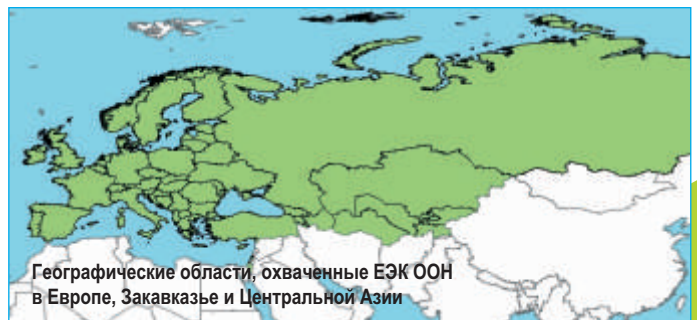 Географические области, охваченные ЕЭК ООН
в Европе, Закавказье и Центральной Азии